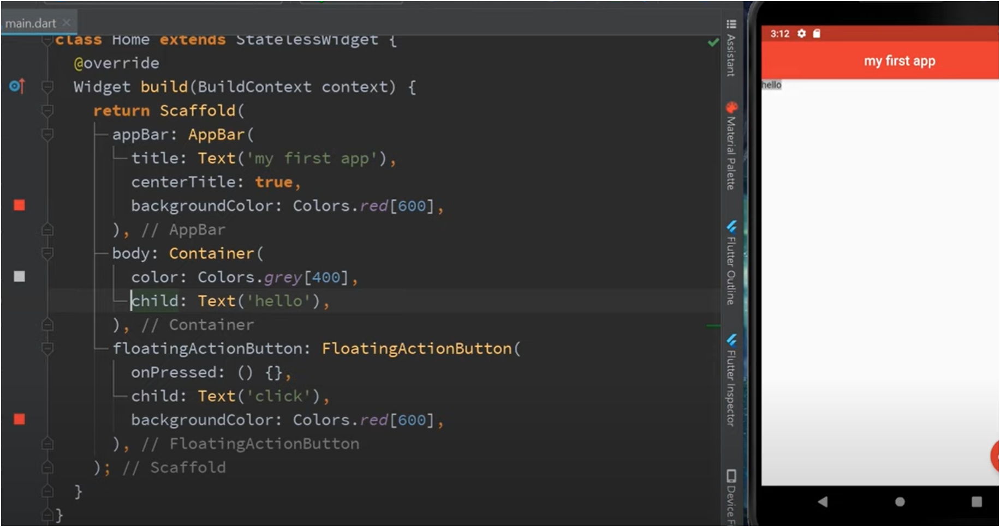 main.dart
class Home extends StatelessWidget {
@override
Widget build(BuildContext context) {
return Scaffold(
appBar: AppBar(
title: Text('my first app'),
centerTitle: true,
backgroundColor: Colors.red[600],
), // AppBar
body: Container(
color: Colors.grey[400],
child: Text('hello'),
), // Container
floatingActionButton: FloatingActionButton(
onPressed: () {},
child: Text('click'),
backgroundColor: Colors.red[600],
), // FloatingActionButton
); // Scaffold
}
}
Assistant
Material Palette
Flutter Outline
Flutter Inspector
Device F
3:12
my first app
hello